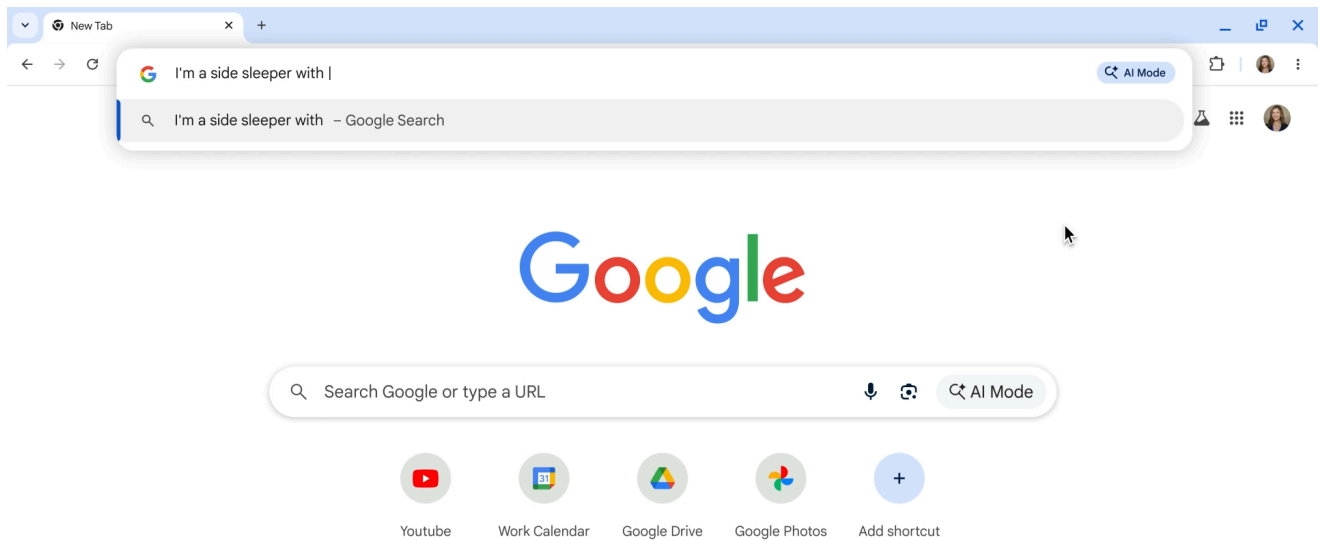 New Tab
I'm a side sleeper with
AI Mode
I'm a side sleeper with – Google Search
Google
Search Google or type a URL
AI Mode
31
Youtube
Work Calendar
Google Drive
Google Photos
Add shortcut